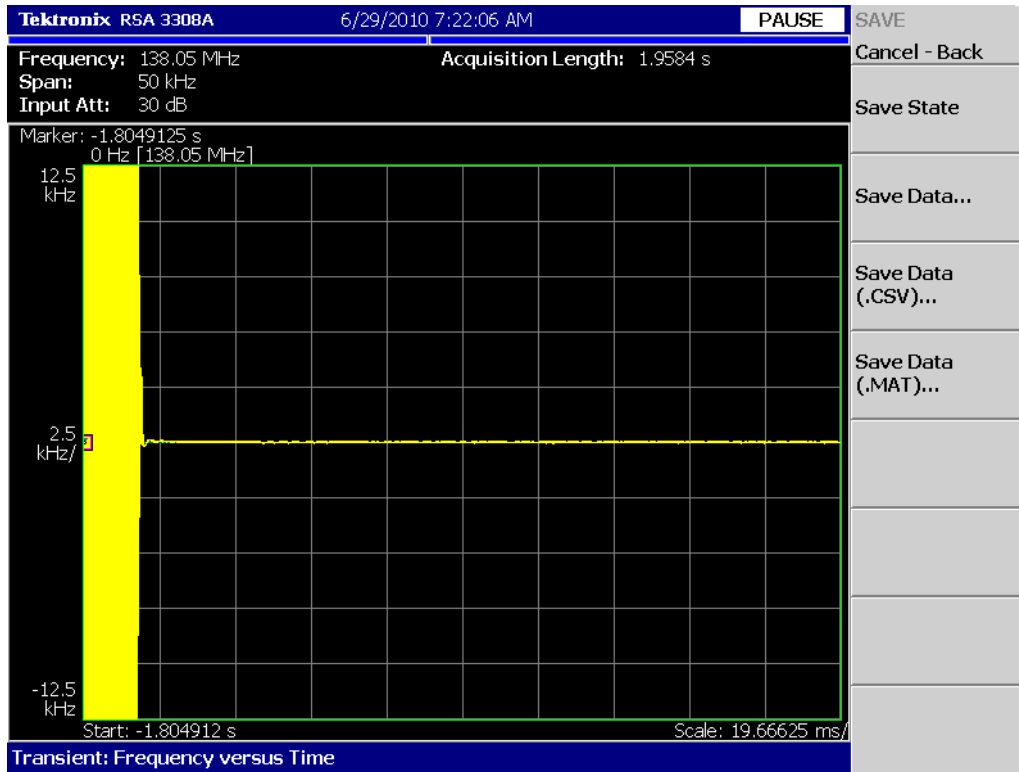 Tektronix RSA 3308A 6/29/2010 7:22:06 AM PAUSE
Frequency: 138.05 MHz Acquisition Length: 1.9584 s
Span: 50 kHz
Input Att: 30 dB
Marker: -1.8049125 s
0 Hz [138.05 MHz]
12.5
kHz
2.5
kHz/
-12.5
kHz
Start: -1.804912 s Scale: 19.66625 ms/
Transient: Frequency versus Time
SAVE
Cancel - Back
Save State
Save Data...
Save Data
(.CSV)...
Save Data
(.MAT)...